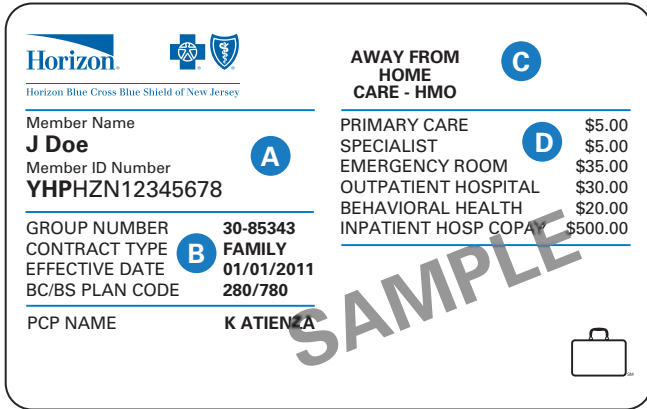 Horizon
Horizon Blue Cross Blue Shield of New Jersey
Member Name
J Doe
Member ID Number
YHPHZN12345678
A
GROUP NUMBER 30-85343
CONTRACT TYPE FAMILY
EFFECTIVE DATE 01/01/2011
BC/BS PLAN CODE 280/780
B
PCP NAME K ATIENZA
AWAY FROM
HOME
CARE - HMO
C
PRIMARY CARE $5.00
SPECIALIST $5.00
EMERGENCY ROOM $35.00
OUTPATIENT HOSPITAL $30.00
BEHAVIORAL HEALTH $20.00
INPATIENT HOSP COPAY $500.00
D
SAMPLE
SM